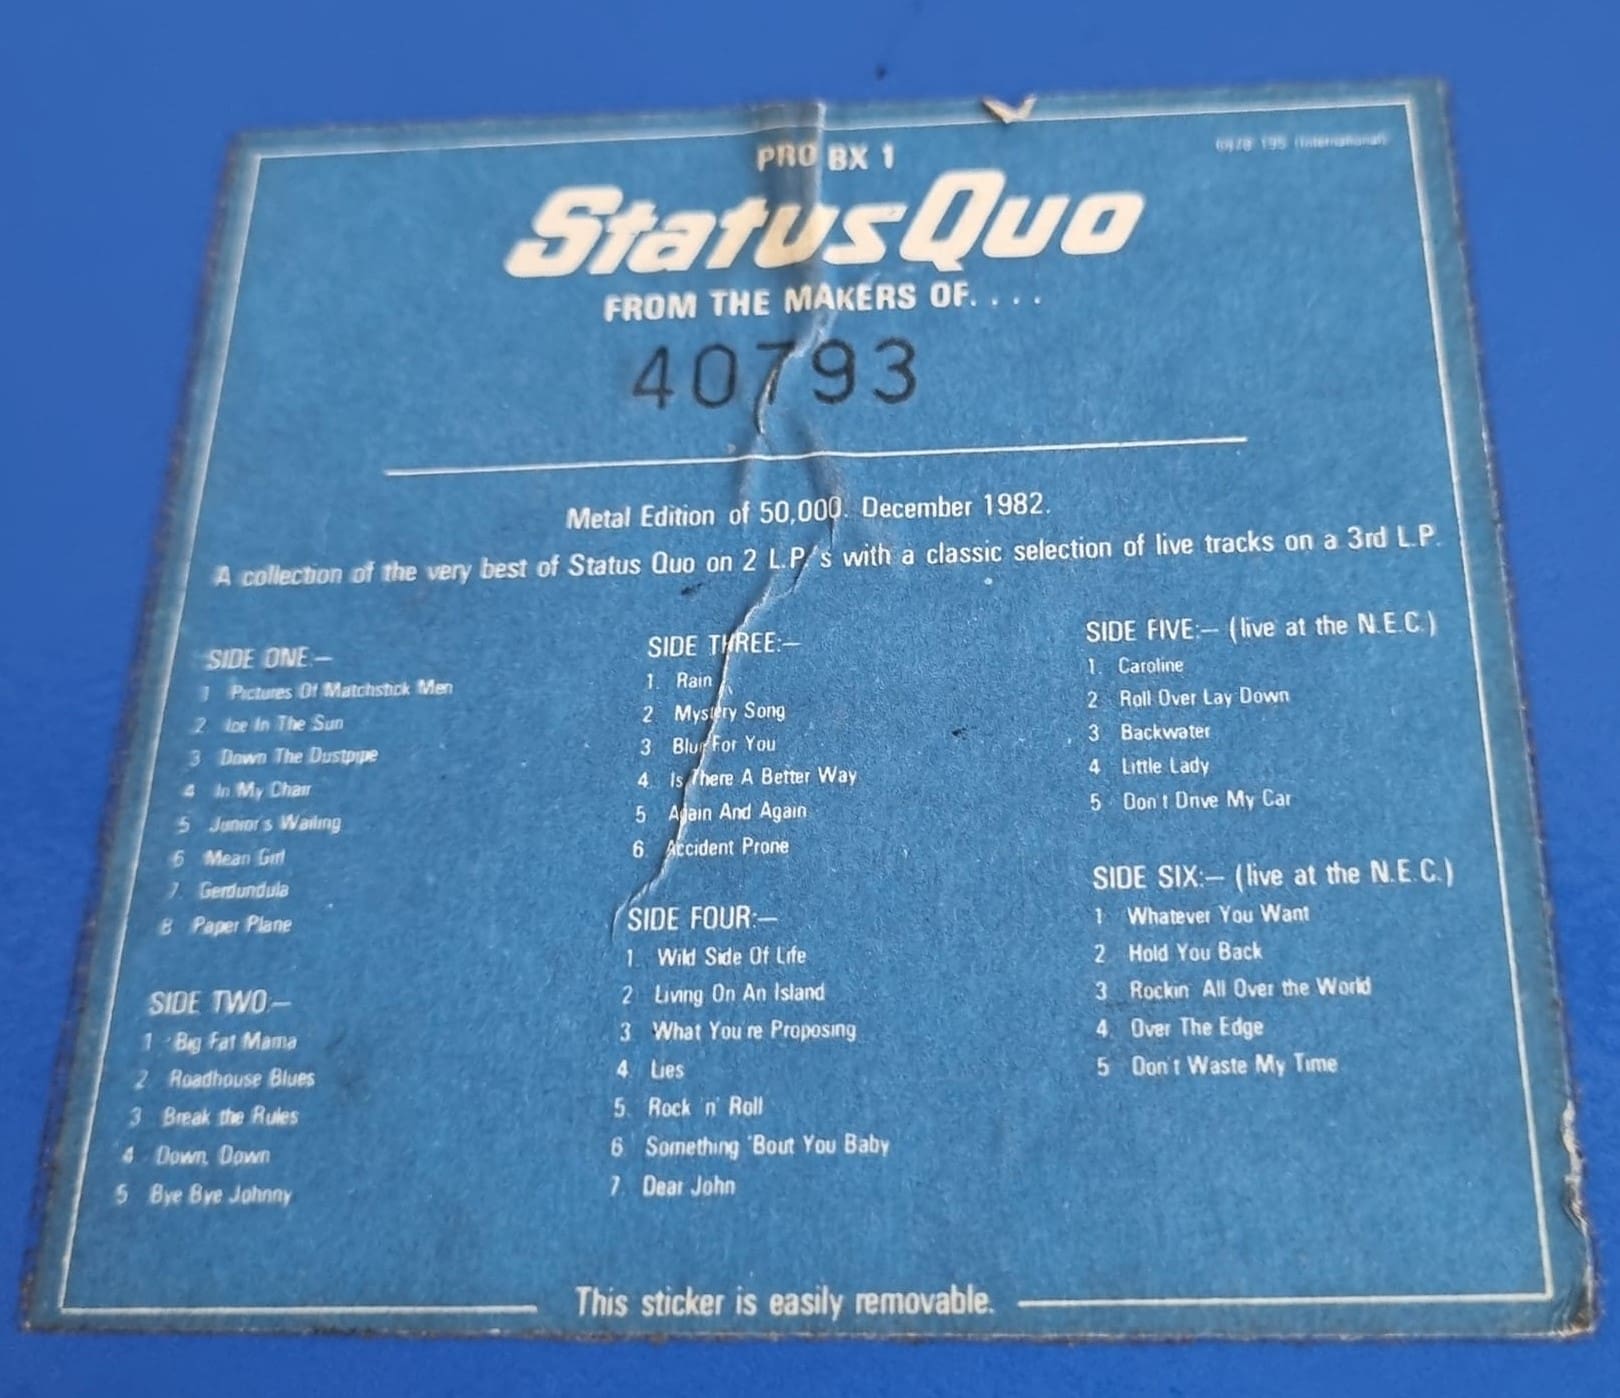 PRO BX 1
(International)
Status Quo
FROM THE MAKERS OF. . . .
40793
Metal Edition of 50,000. December 1982.
A collection of the very best of Status Quo on 2 L.P.'s with a classic selection of live tracks on a 3rd L.P.
SIDE ONE:—
1 Pictures Of Matchstick Men
2 Ice In The Sun
3 Down The Dustpipe
4 In My Chair
5 Junior's Wailing
6 Mean Girl
7. Gerdundula
8 Paper Plane
SIDE TWO:—
1 Big Fat Mama
2 Roadhouse Blues
3 Break the Rules
4 Down, Down
5 Bye Bye Johnny
SIDE THREE:—
1. Rain
2 Mystery Song
3 Blue For You
4. Is There A Better Way
5 Again And Again
6. Accident Prone
SIDE FOUR:—
1. Wild Side Of Life
2 Living On An Island
3. What You're Proposing
4. Lies
5. Rock 'n' Roll
6 Something 'Bout You Baby
7. Dear John
SIDE FIVE:— (live at the N.E.C.)
1. Caroline
2 Roll Over Lay Down
3 Backwater
4 Little Lady
5 Don't Drive My Car
SIDE SIX:— (live at the N.E.C.)
1 Whatever You Want
2 Hold You Back
3 Rockin' All Over the World
4. Over The Edge
5 Don't Waste My Time
This sticker is easily removable.